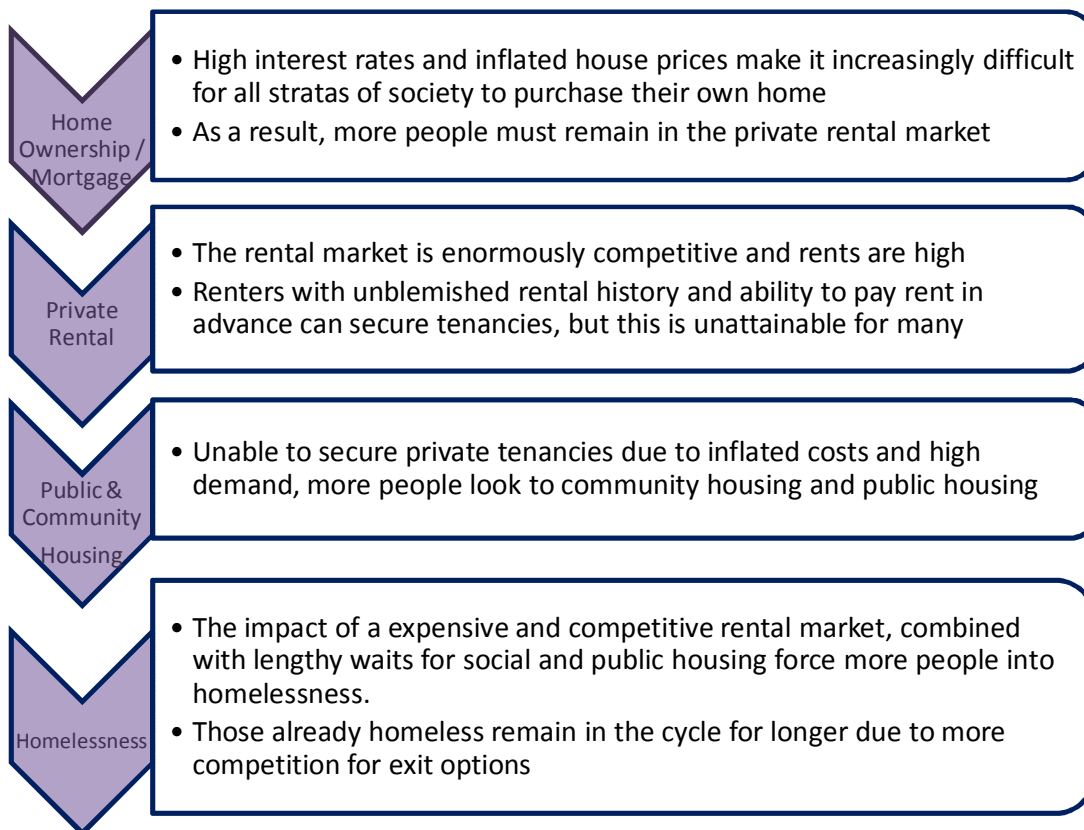 Home
Ownership /
Mortgage
• High interest rates and inflated house prices make it increasingly difficult
for all stratas of society to purchase their own home
• As a result, more people must remain in the private rental market
Private
Rental
• The rental market is enormously competitive and rents are high
• Renters with unblemished rental history and ability to pay rent in
advance can secure tenancies, but this is unattainable for many
Public &
Community
Housing
• Unable to secure private tenancies due to inflated costs and high
demand, more people look to community housing and public housing
Homelessness
• The impact of a expensive and competitive rental market, combined
with lengthy waits for social and public housing force more people into
homelessness.
• Those already homeless remain in the cycle for longer due to more
competition for exit options